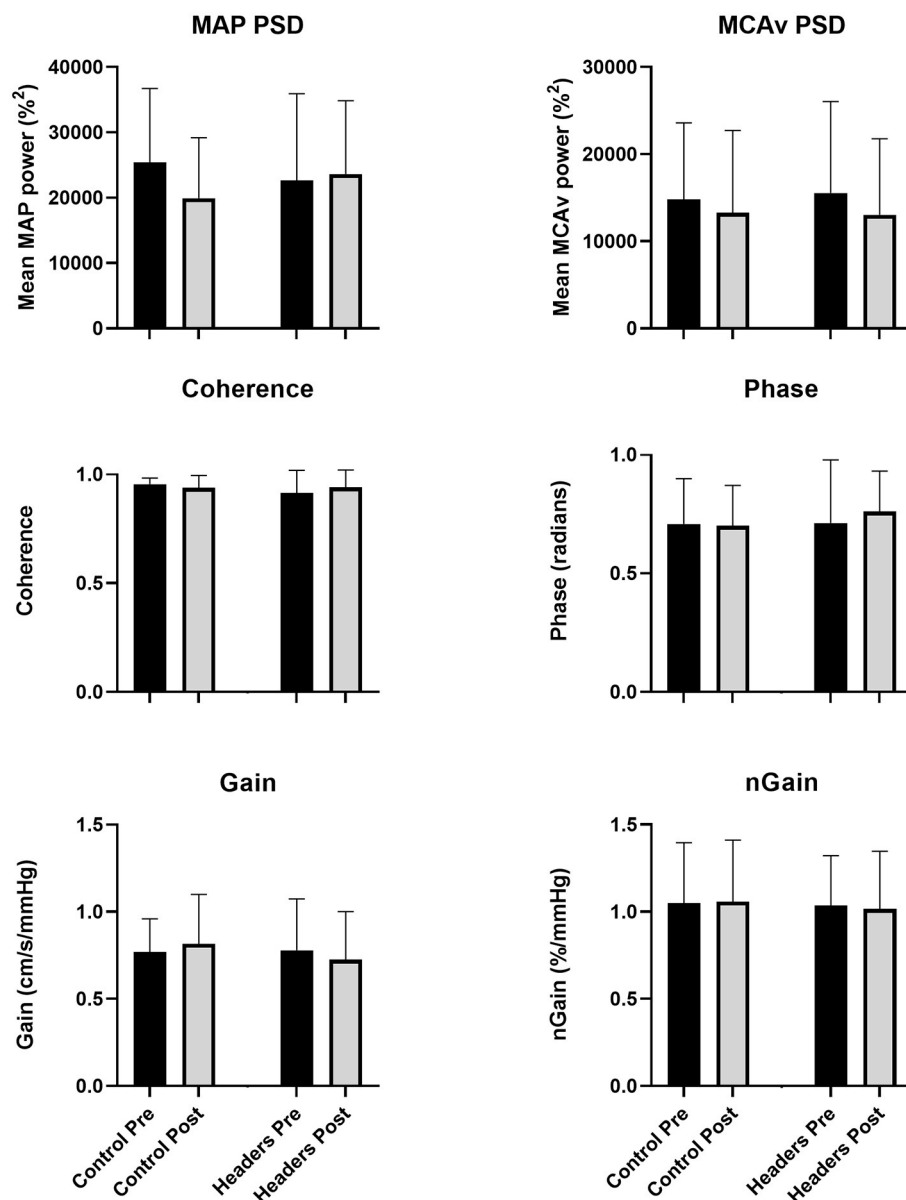 MAP PSD
Mean MAP power (%²)
40000
30000
20000
10000
0
MCAv PSD
Mean MCAv power (%²)
30000
20000
10000
0
Coherence
Coherence
1.0
0.5
0.0
Phase
Phase (radians)
1.0
0.5
0.0
Gain
Gain (cm/s/mmHg)
1.5
1.0
0.5
0.0
Control Pre
Control Post
Headers Pre
Headers Post
nGain
nGain (%/mmHg)
1.5
1.0
0.5
0.0
Control Pre
Control Post
Headers Pre
Headers Post